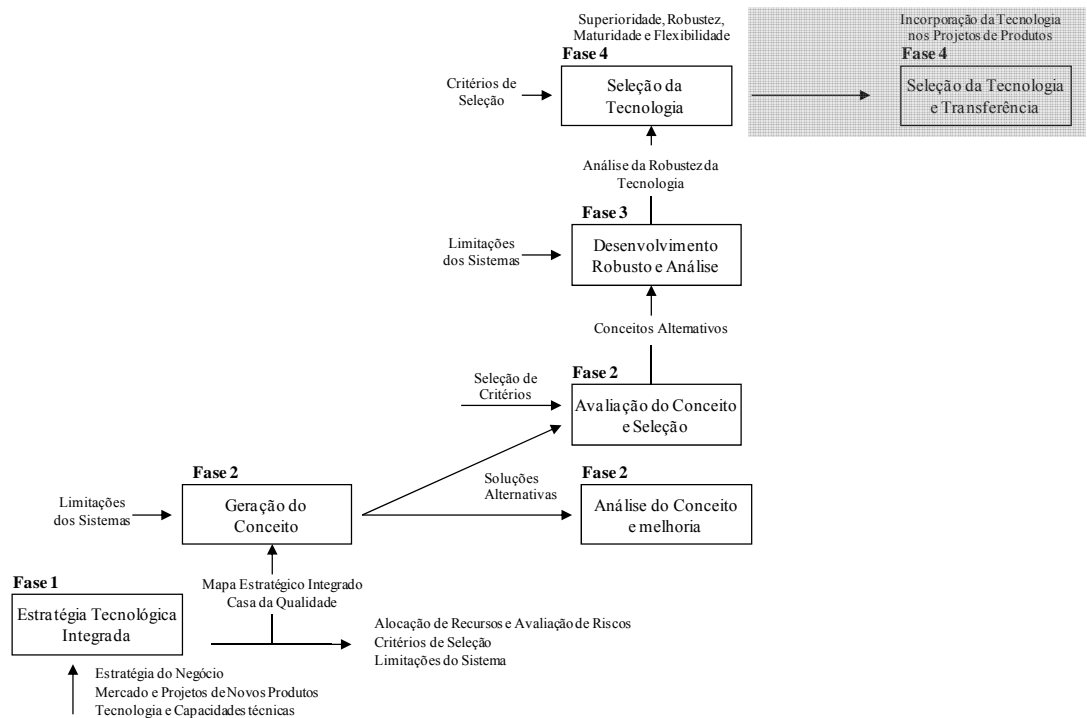 Superioridade, Robustez,
Maturidade e Flexibilidade
Fase 4
Critérios de
Seleção
Seleção da
Tecnologia
Incorporação da Tecnologia
nos Projetos de Produtos
Fase 4
Seleção da Tecnologia
e Transferência
Análise da Robustez da
Tecnologia
Fase 3
Limitações
dos Sistemas
Desenvolvimento
Robusto e Análise
Conceitos Alternativos
Fase 2
Seleção de
Critérios
Avaliação do Conceito
e Seleção
Fase 2
Limitações
dos Sistemas
Geração do
Conceito
Soluções
Alternativas
Fase 2
Análise do Conceito
e melhoria
Fase 1
Estratégia Tecnológica
Integrada
Mapa Estratégico Integrado
Casa da Qualidade
Alocação de Recursos e Avaliação de Riscos
Critérios de Seleção
Limitações do Sistema
Estratégia do Negócio
Mercado e Projetos de Novos Produtos
Tecnologia e Capacidades técnicas